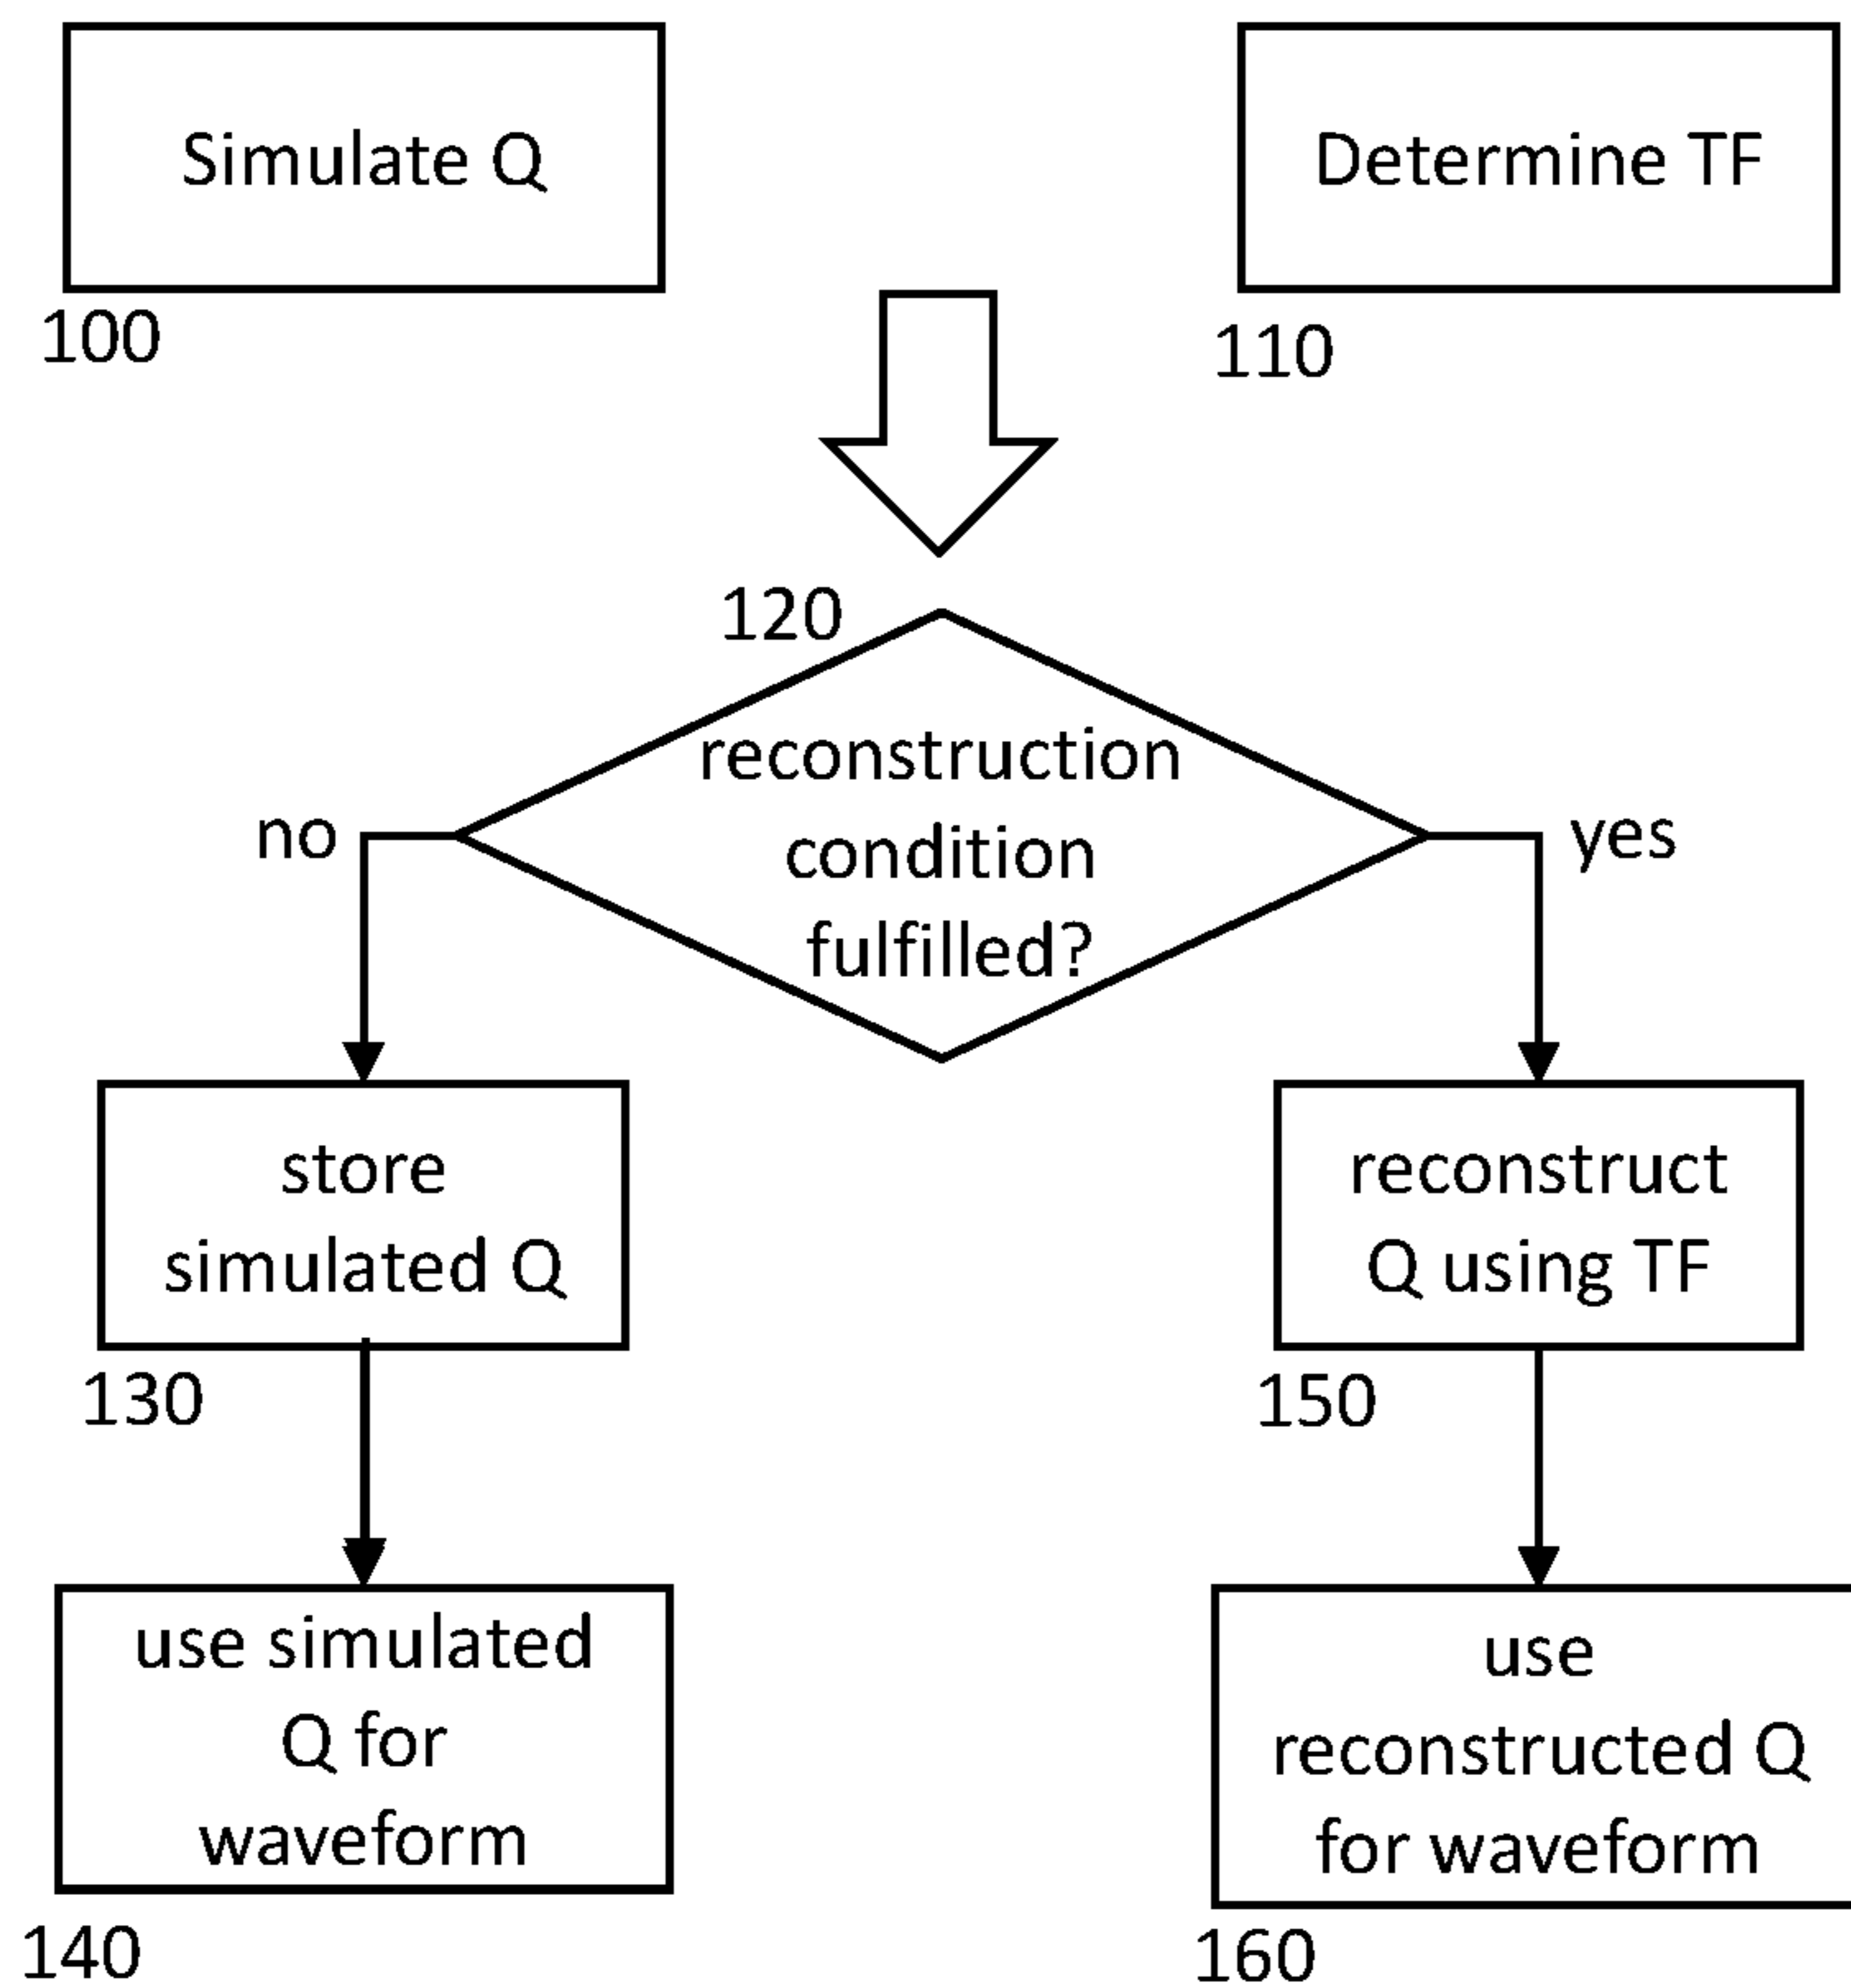 Simulate Q
100
Determine TF
110
120
reconstruction
condition
fulfilled?
no
yes
store
simulated Q
130
reconstruct
Q using TF
150
use simulated
Q for
waveform
140
use
reconstructed Q
for waveform
160